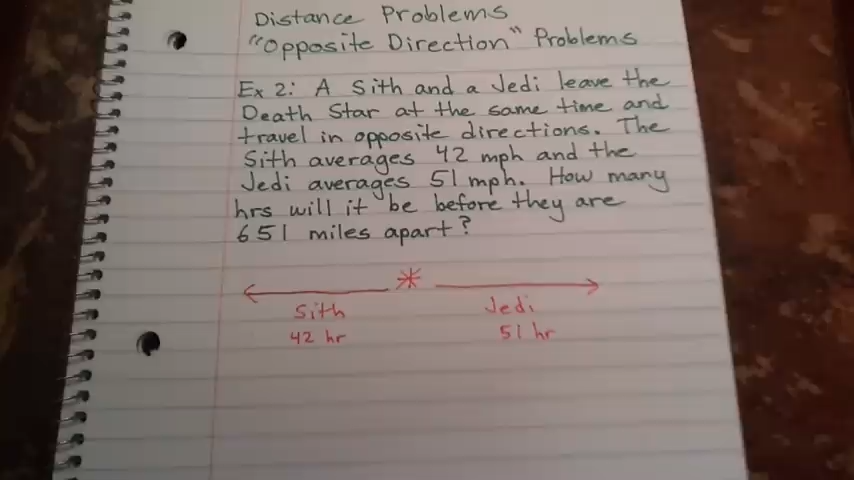 Distance Problems
"Opposite Direction" Problems
Ex 2: A Sith and a Jedi leave the
Death Star at the same time and
travel in opposite directions. The
Sith averages 42 mph and the
Jedi averages 51 mph. How many
hrs will it be before they are
651 miles apart?
Sith Jedi
42 hr 51 hr